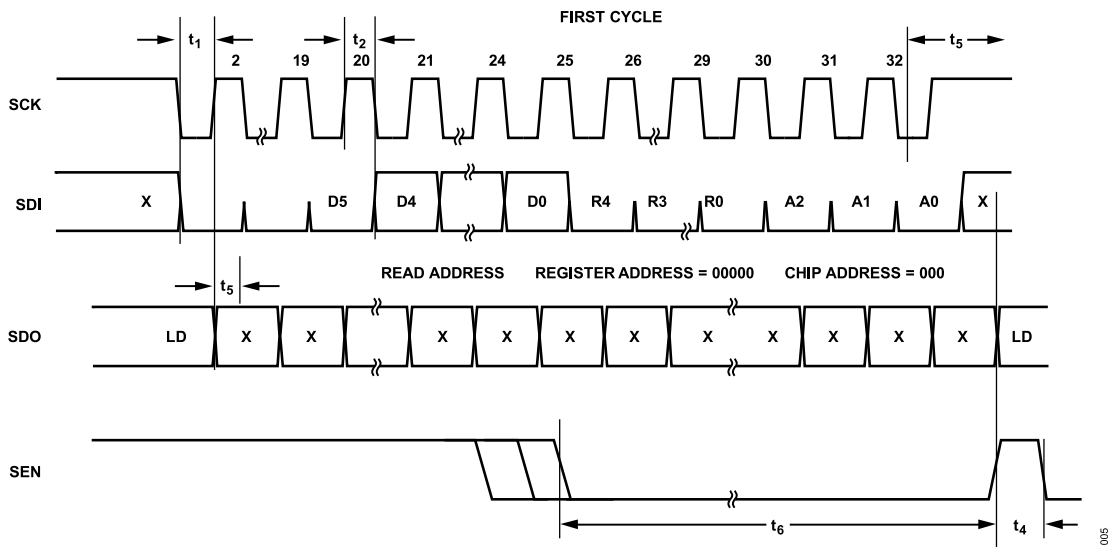 FIRST CYCLE
t1 t2 t5
2 19 20 21 24 25 26 29 30 31 32
SCK
SDI X D5 D4 D0 R4 R3 R0 A2 A1 A0 X
READ ADDRESS REGISTER ADDRESS = 00000 CHIP ADDRESS = 000
t5
SDO LD X X X X X X X X X X X LD
SEN
t6 t4
005